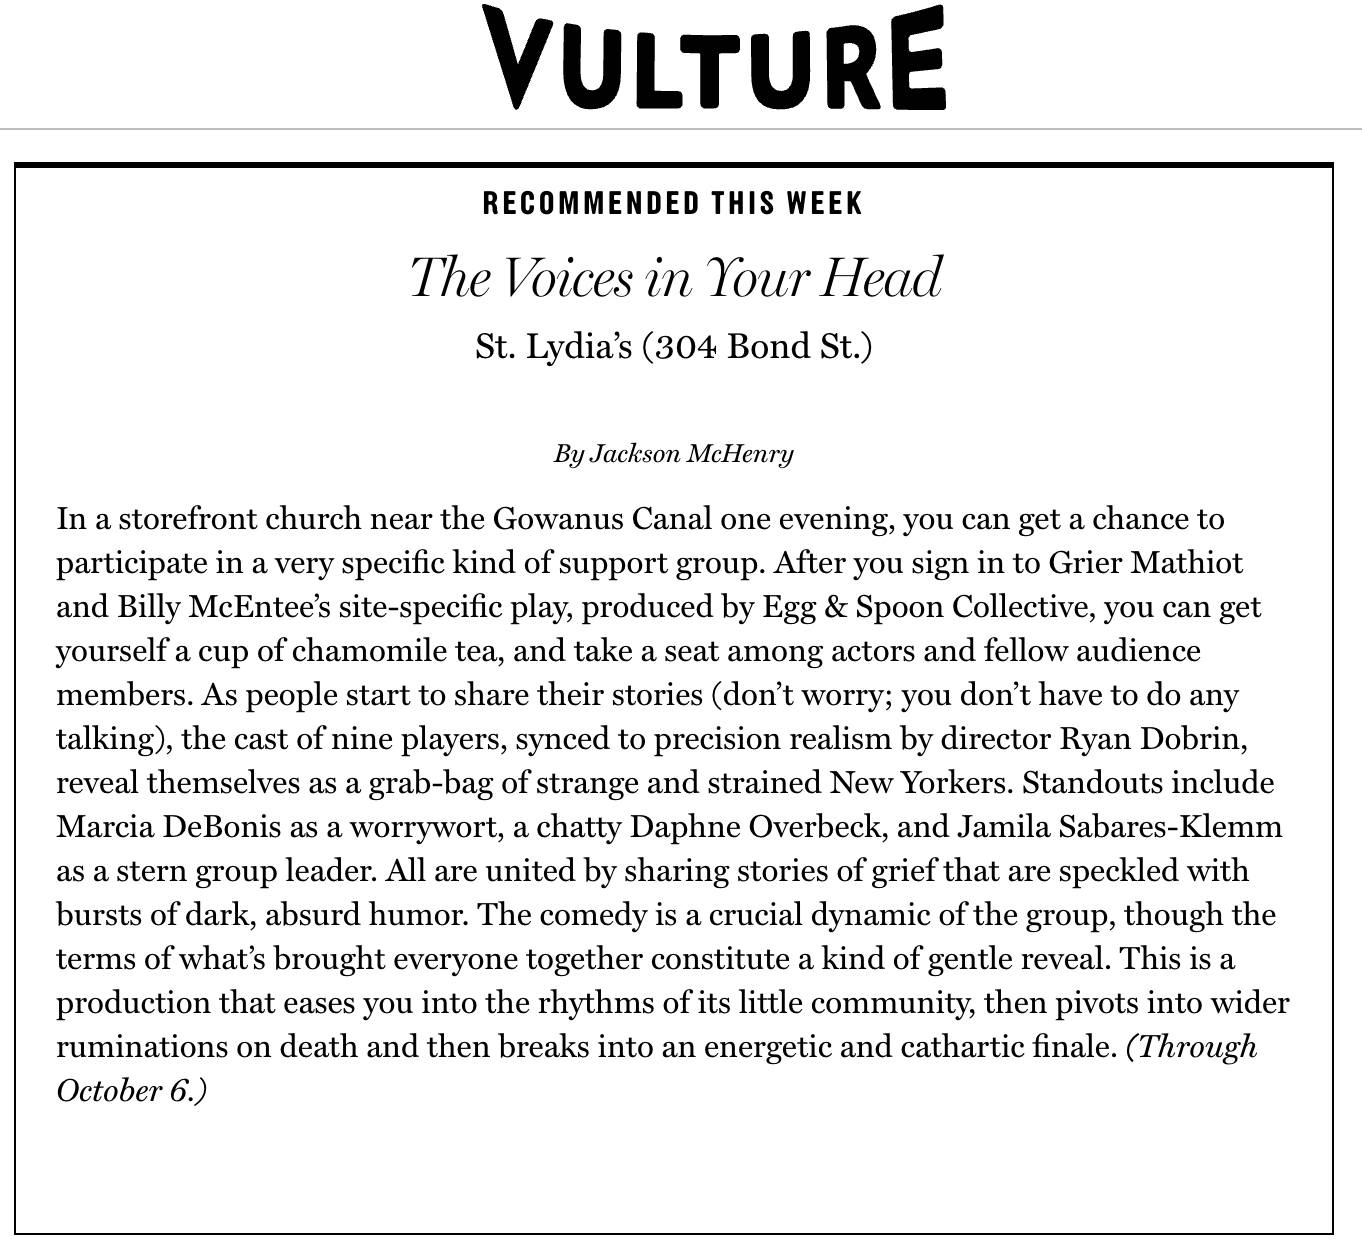 VULTURE
RECOMMENDED THIS WEEK
The Voices in Your Head
St. Lydia’s (304 Bond St.)
By Jackson McHenry
In a storefront church near the Gowanus Canal one evening, you can get a chance to
participate in a very specific kind of support group. After you sign in to Grier Mathiot
and Billy McEntee’s site-specific play, produced by Egg & Spoon Collective, you can get
yourself a cup of chamomile tea, and take a seat among actors and fellow audience
members. As people start to share their stories (don’t worry; you don’t have to do any
talking), the cast of nine players, synced to precision realism by director Ryan Dobrin,
reveal themselves as a grab-bag of strange and strained New Yorkers. Standouts include
Marcia DeBonis as a worrywort, a chatty Daphne Overbeck, and Jamila Sabares-Klemm
as a stern group leader. All are united by sharing stories of grief that are speckled with
bursts of dark, absurd humor. The comedy is a crucial dynamic of the group, though the
terms of what’s brought everyone together constitute a kind of gentle reveal. This is a
production that eases you into the rhythms of its little community, then pivots into wider
ruminations on death and then breaks into an energetic and cathartic finale. (Through
October 6.)